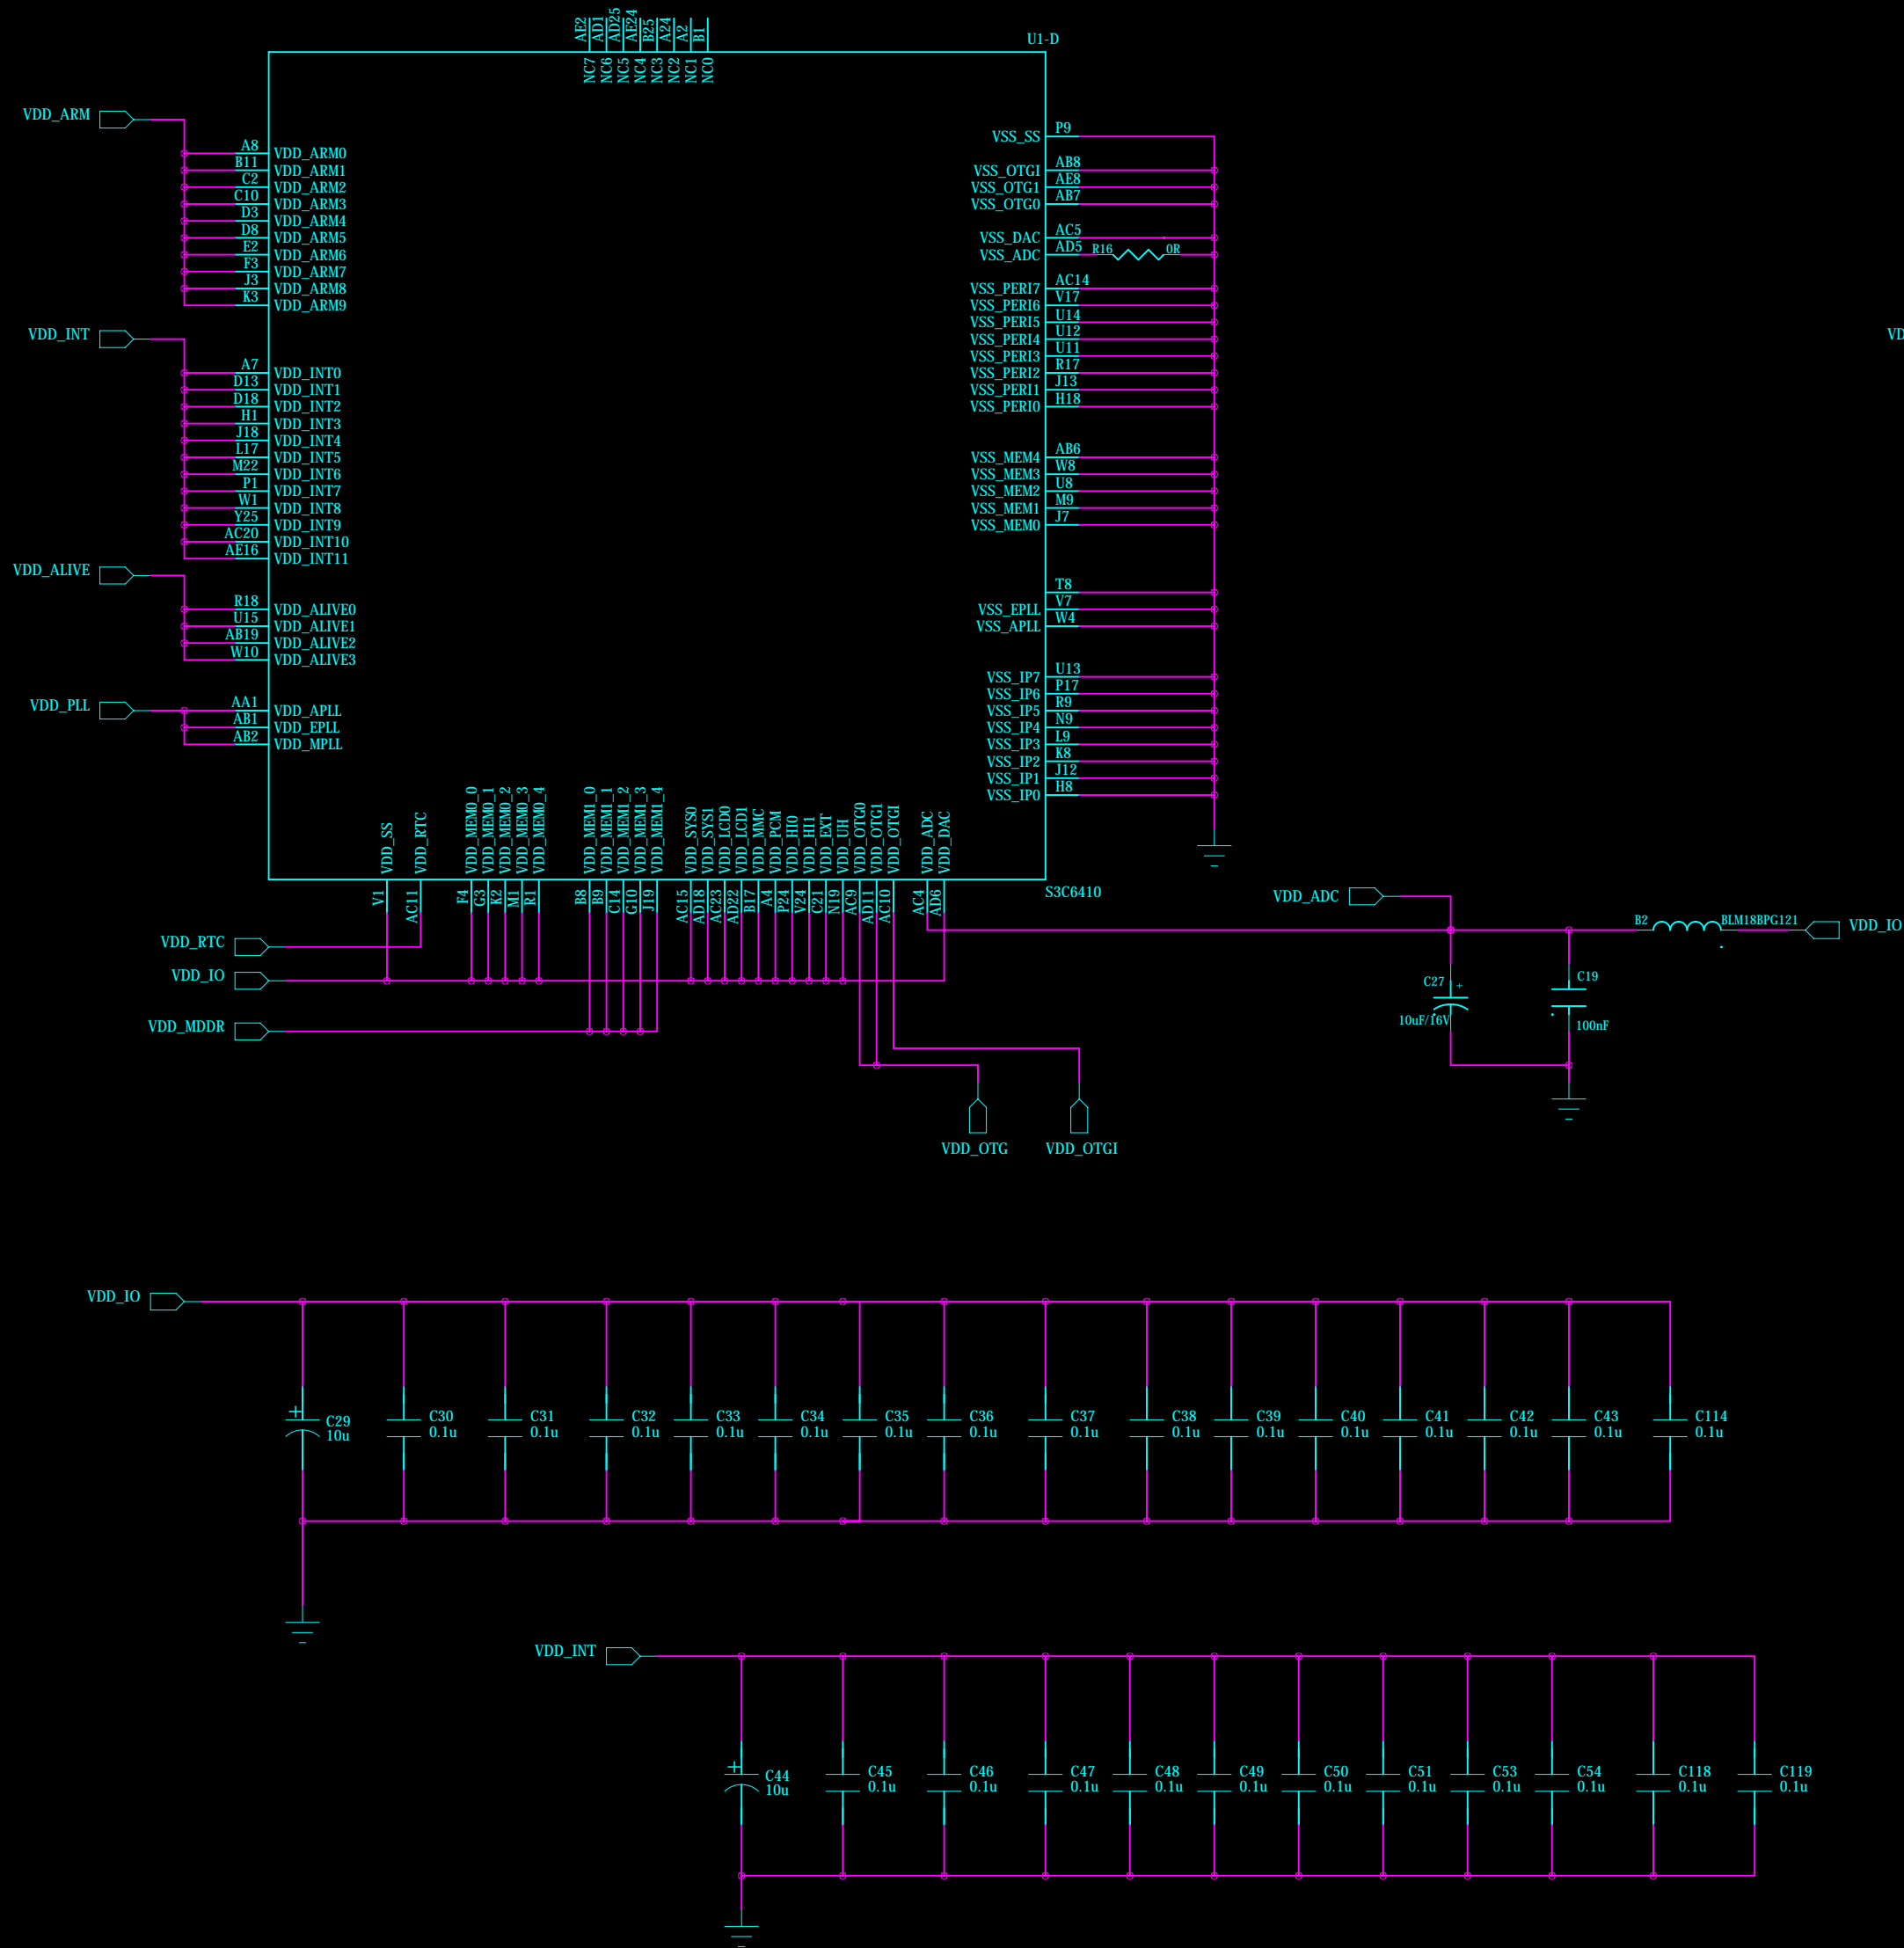 AE2
AD1
AD25
AE24
B25
A24
A2
B1
NC7
NC6
NC5
NC4
NC3
NC2
NC1
NC0
U1-D
VDD_ARM
A8 VDD_ARM0
B11 VDD_ARM1
C2 VDD_ARM2
C10 VDD_ARM3
D3 VDD_ARM4
D8 VDD_ARM5
E2 VDD_ARM6
F3 VDD_ARM7
J3 VDD_ARM8
K3 VDD_ARM9
VDD_INT
A7 VDD_INT0
D13 VDD_INT1
D18 VDD_INT2
H1 VDD_INT3
J18 VDD_INT4
L17 VDD_INT5
M22 VDD_INT6
P1 VDD_INT7
W1 VDD_INT8
Y25 VDD_INT9
AC20 VDD_INT10
AE16 VDD_INT11
VDD_ALIVE
R18 VDD_ALIVE0
U15 VDD_ALIVE1
AB19 VDD_ALIVE2
W10 VDD_ALIVE3
VDD_PLL
AA1 VDD_APLL
AB1 VDD_EPLL
AB2 VDD_MPLL
VSS_SS P9
VSS_OTGI AB8
VSS_OTG1 AE8
VSS_OTG0 AB7
VSS_DAC AC5
VSS_ADC AD5 R16 0R
VSS_PERI7 AC14
VSS_PERI6 V17
VSS_PERI5 U14
VSS_PERI4 U12
VSS_PERI3 U11
VSS_PERI2 R17
VSS_PERI1 J13
VSS_PERI0 H18
VSS_MEM4 AB6
VSS_MEM3 W8
VSS_MEM2 U8
VSS_MEM1 M9
VSS_MEM0 J7
T8
VSS_EPLL V7
VSS_APLL W4
VSS_IP7 U13
VSS_IP6 P17
VSS_IP5 R9
VSS_IP4 N9
VSS_IP3 L9
VSS_IP2 K8
VSS_IP1 J12
VSS_IP0 H8
VD
VDD_SS V1
VDD_RTC AC11
VDD_MEM0_0 F4
VDD_MEM0_1 G3
VDD_MEM0_2 K2
VDD_MEM0_3 M1
VDD_MEM0_4 R1
VDD_MEM1_0 B8
VDD_MEM1_1 B9
VDD_MEM1_2 C14
VDD_MEM1_3 G10
VDD_MEM1_4 J19
VDD_SYS0 AC15
VDD_SYS1 AD18
VDD_LCD0 AC23
VDD_LCD1 AD22
VDD_MMC B17
VDD_PCM A4
VDD_HI0 P24
VDD_HI1 V24
VDD_EXT C21
VDD_UH N19
VDD_OTG0 AC9
VDD_OTG1 AD11
VDD_OTGI AC10
VDD_ADC AC4
VDD_DAC AD6
S3C6410
VDD_RTC
VDD_IO
VDD_MDDR
VDD_OTG
VDD_OTGI
VDD_ADC
B2 BLM18BPG121
VDD_IO
C27 +
10uF/16V
C19
100nF
VDD_IO
+ C29 C30 C31 C32 C33 C34 C35 C36 C37 C38 C39 C40 C41 C42 C43 C114
10u 0.1u 0.1u 0.1u 0.1u 0.1u 0.1u 0.1u 0.1u 0.1u 0.1u 0.1u 0.1u 0.1u 0.1u 0.1u
VDD_INT
+ C44 C45 C46 C47 C48 C49 C50 C51 C53 C54 C118 C119
10u 0.1u 0.1u 0.1u 0.1u 0.1u 0.1u 0.1u 0.1u 0.1u 0.1u 0.1u